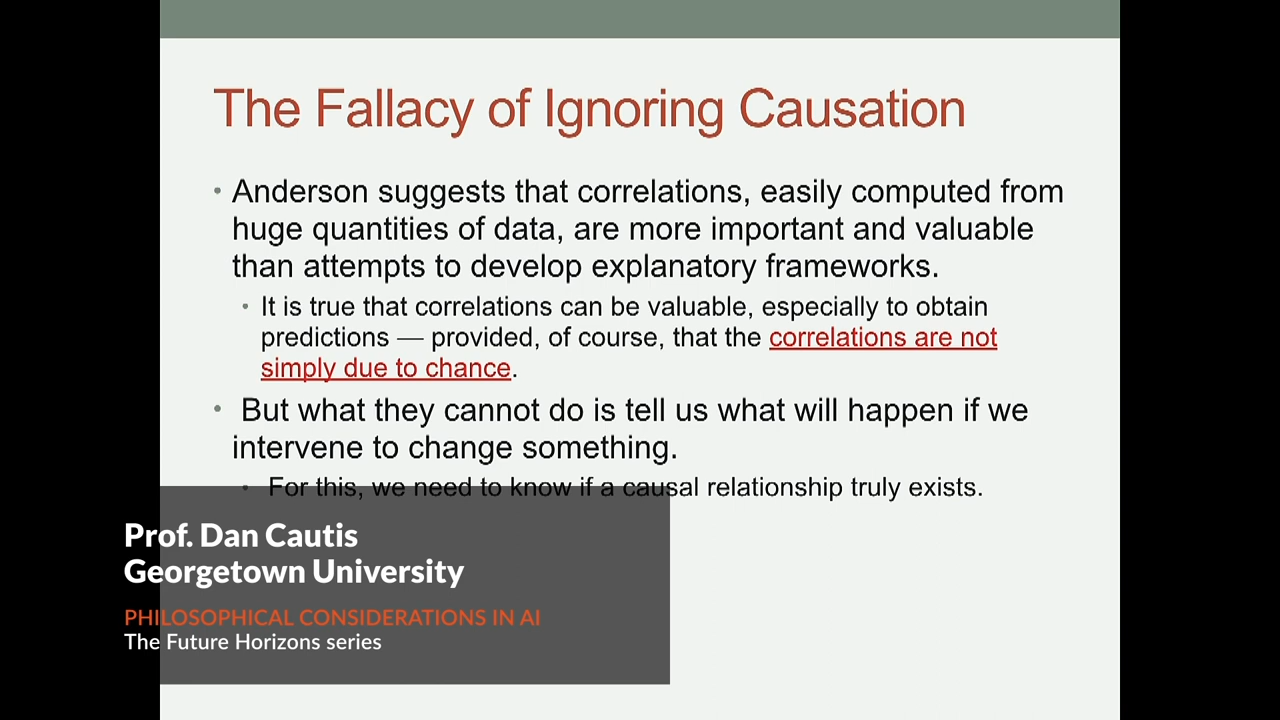 The Fallacy of Ignoring Causation
• Anderson suggests that correlations, easily computed from
huge quantities of data, are more important and valuable
than attempts to develop explanatory frameworks.
• It is true that correlations can be valuable, especially to obtain
predictions — provided, of course, that the correlations are not
simply due to chance.
• But what they cannot do is tell us what will happen if we
intervene to change something.
• For this, we need to know if a causal relationship truly exists.
Prof. Dan Cautis
Georgetown University
PHILOSOPHICAL CONSIDERATIONS IN AI
The Future Horizons series